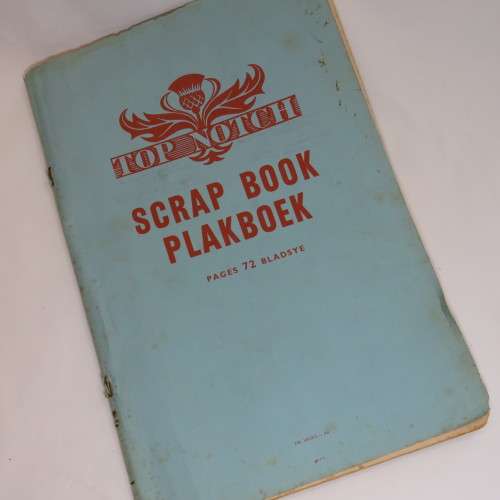 TOP NOTCH
SCRAP BOOK
PLAKBOEK
PAGES 72 BLADSYE